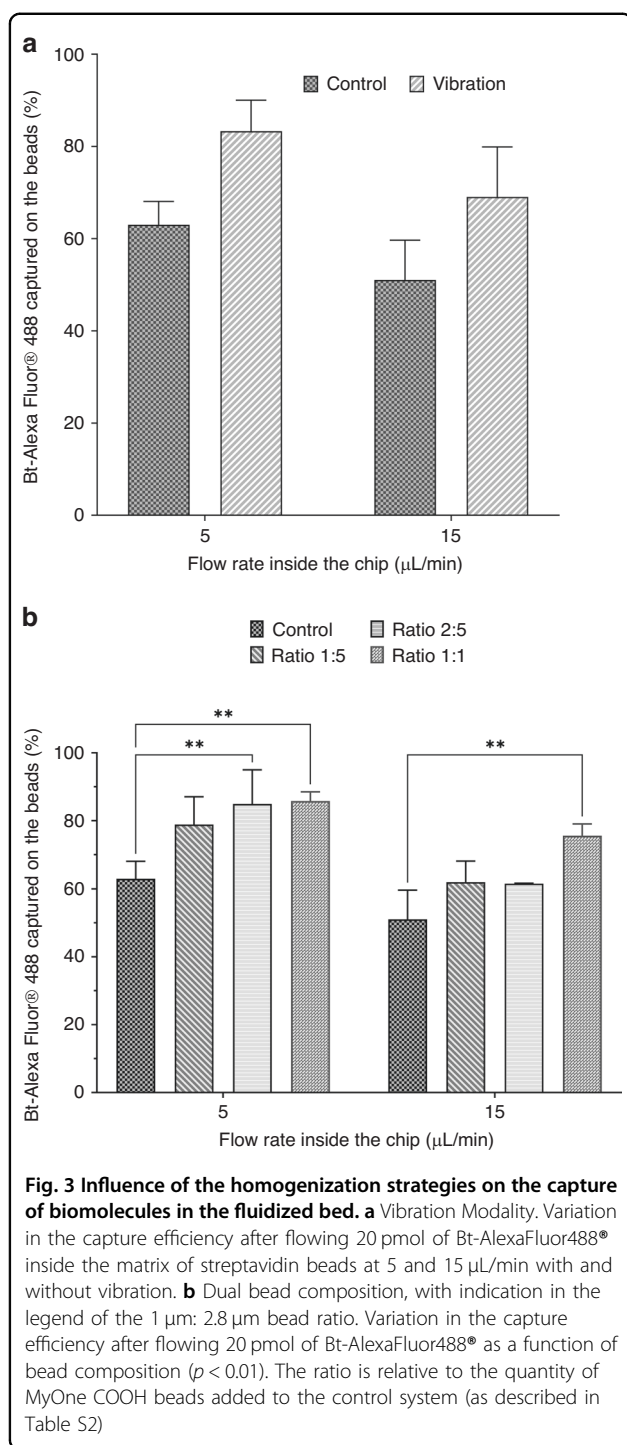 a
100
Control Vibration
80
60
40
20
0
Bt-Alexa Fluor® 488 captured on the beads (%)
5 15
Flow rate inside the chip (μL/min)
b
Control Ratio 2:5
Ratio 1:5 Ratio 1:1
**
** **
100
80
60
40
20
0
Bt-Alexa Fluor® 488 captured on the beads (%)
5 15
Flow rate inside the chip (μL/min)
Fig. 3 Influence of the homogenization strategies on the capture
of biomolecules in the fluidized bed. a Vibration Modality. Variation
in the capture efficiency after flowing 20 pmol of Bt-AlexaFluor488®
inside the matrix of streptavidin beads at 5 and 15 μL/min with and
without vibration. b Dual bead composition, with indication in the
legend of the 1 μm: 2.8 μm bead ratio. Variation in the capture
efficiency after flowing 20 pmol of Bt-AlexaFluor488® as a function of
bead composition (p < 0.01). The ratio is relative to the quantity of
MyOne COOH beads added to the control system (as described in
Table S2)